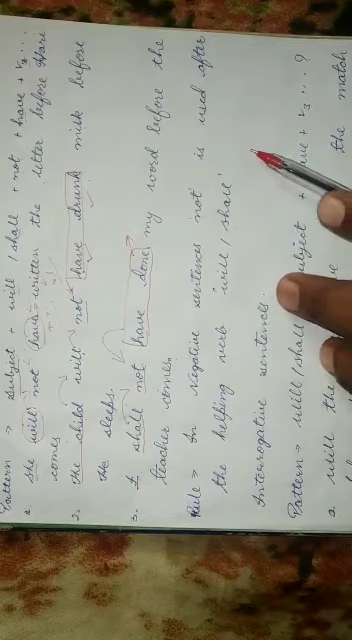 Pattern → Subject + will / shall + not + have + v3 ...
1. She will not have written the letter before Hari
comes
2. The child will not have drunk milk before
He sleeps.
3. I shall not have done my word before the
teacher comes.
Rule → In negative sentences 'not' is used after
the helping verb 'will / shall'
Interrogative sentences.
Pattern → Will / shall subject + + v3 ... ?
2. Will the the match